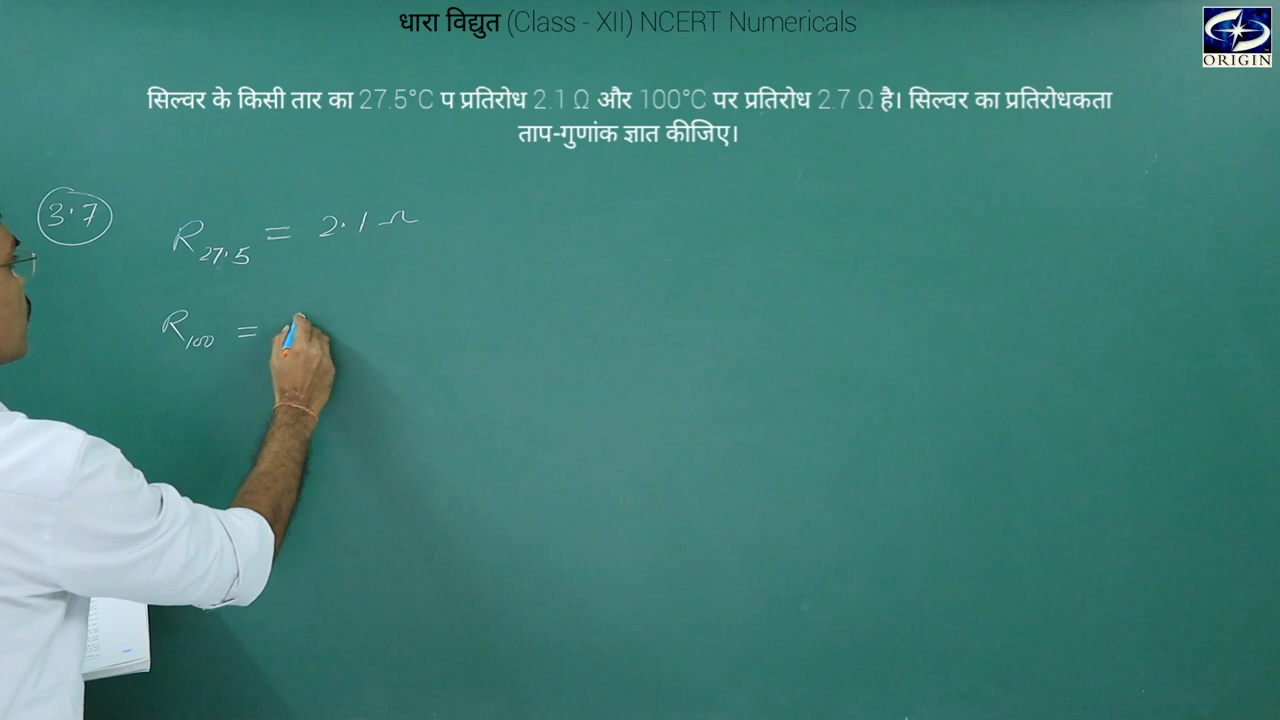 धारा विद्युत (Class - XII) NCERT Numericals
ORIGIN
सिल्वर के किसी तार का 27.5°C प प्रतिरोध 2.1 Ω और 100°C पर प्रतिरोध 2.7 Ω है। सिल्वर का प्रतिरोधकता
ताप-गुणांक ज्ञात कीजिए।
3.7
R27.5 = 2.1 Ω
R100 =